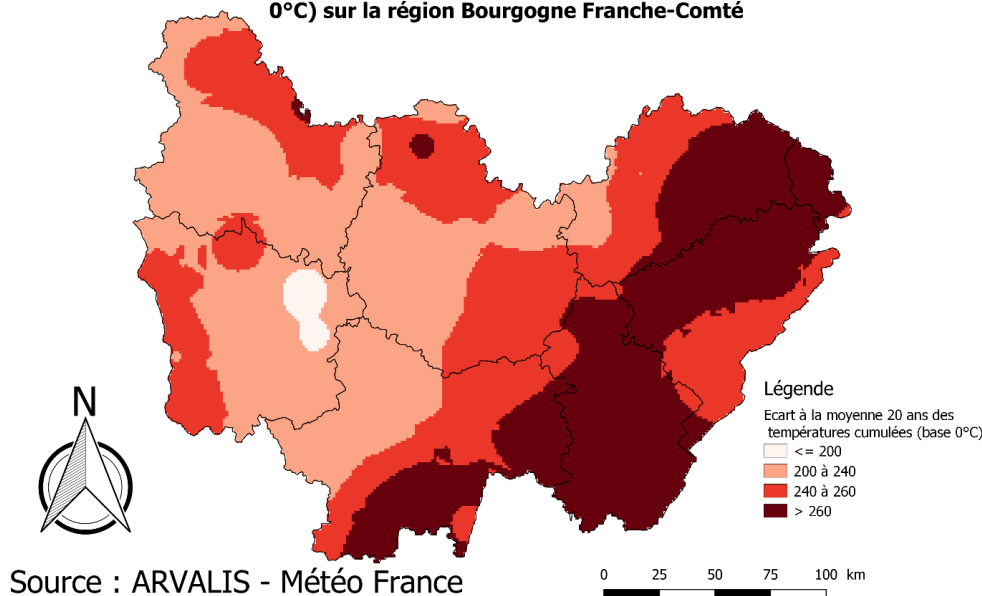 0°C) sur la région Bourgogne Franche-Comté
N
Légende
Ecart à la moyenne 20 ans des
températures cumulées (base 0°C)
<= 200
200 à 240
240 à 260
> 260
Source : ARVALIS - Météo France
0 25 50 75 100 km